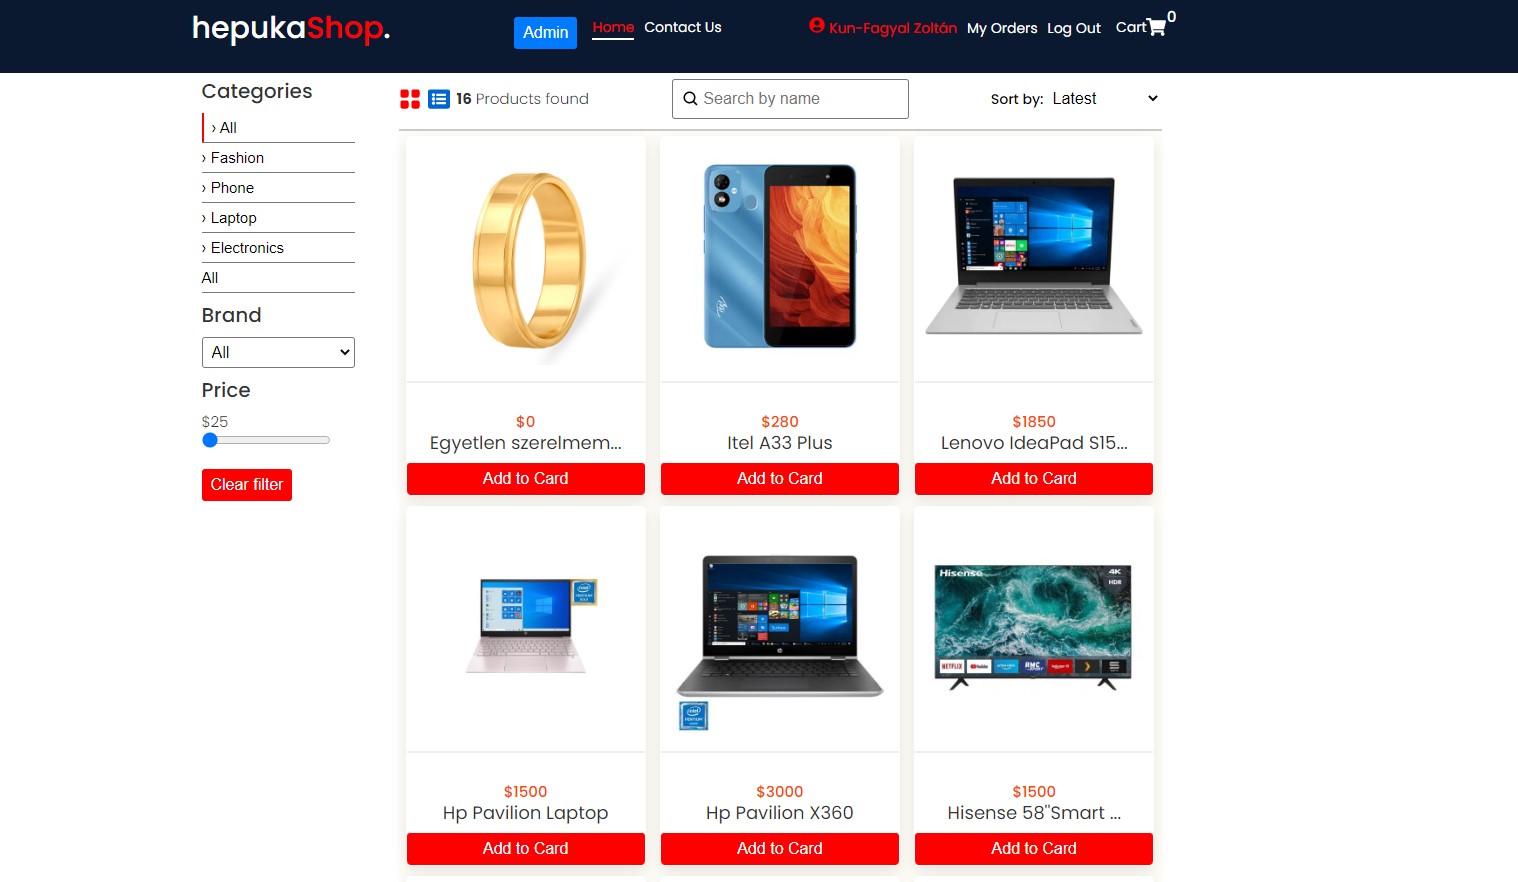 hepukaShop.
Admin
Home
Contact Us
Kun-Fagyal Zoltán
My Orders
Log Out
Cart
0
Categories
› All
› Fashion
› Phone
› Laptop
› Electronics
All
Brand
All
Price
$25
Clear filter
16 Products found
Search by name
Sort by: Latest
$0
Egyetlen szerelmem...
Add to Card
$280
Itel A33 Plus
Add to Card
$1850
Lenovo IdeaPad S15...
Add to Card
$1500
Hp Pavilion Laptop
Add to Card
$3000
Hp Pavilion X360
Add to Card
Hisense
4K
HDR
NETFLIX
$1500
Hisense 58"Smart ...
Add to Card